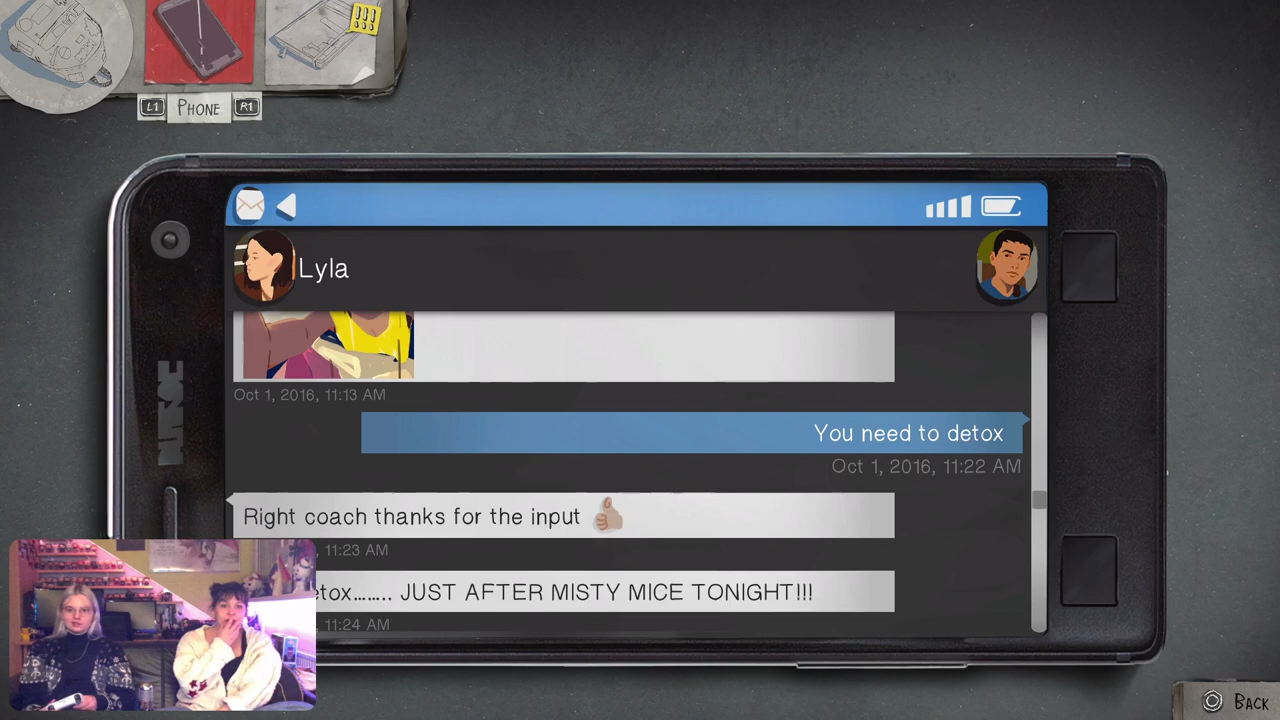 L1 PHONE R1
Lyla
Oct 1, 2016, 11:13 AM
You need to detox
Oct 1, 2016, 11:22 AM
Right coach thanks for the input
, 11:23 AM
etox....... JUST AFTER MISTY MICE TONIGHT!!!
, 11:24 AM
BACK